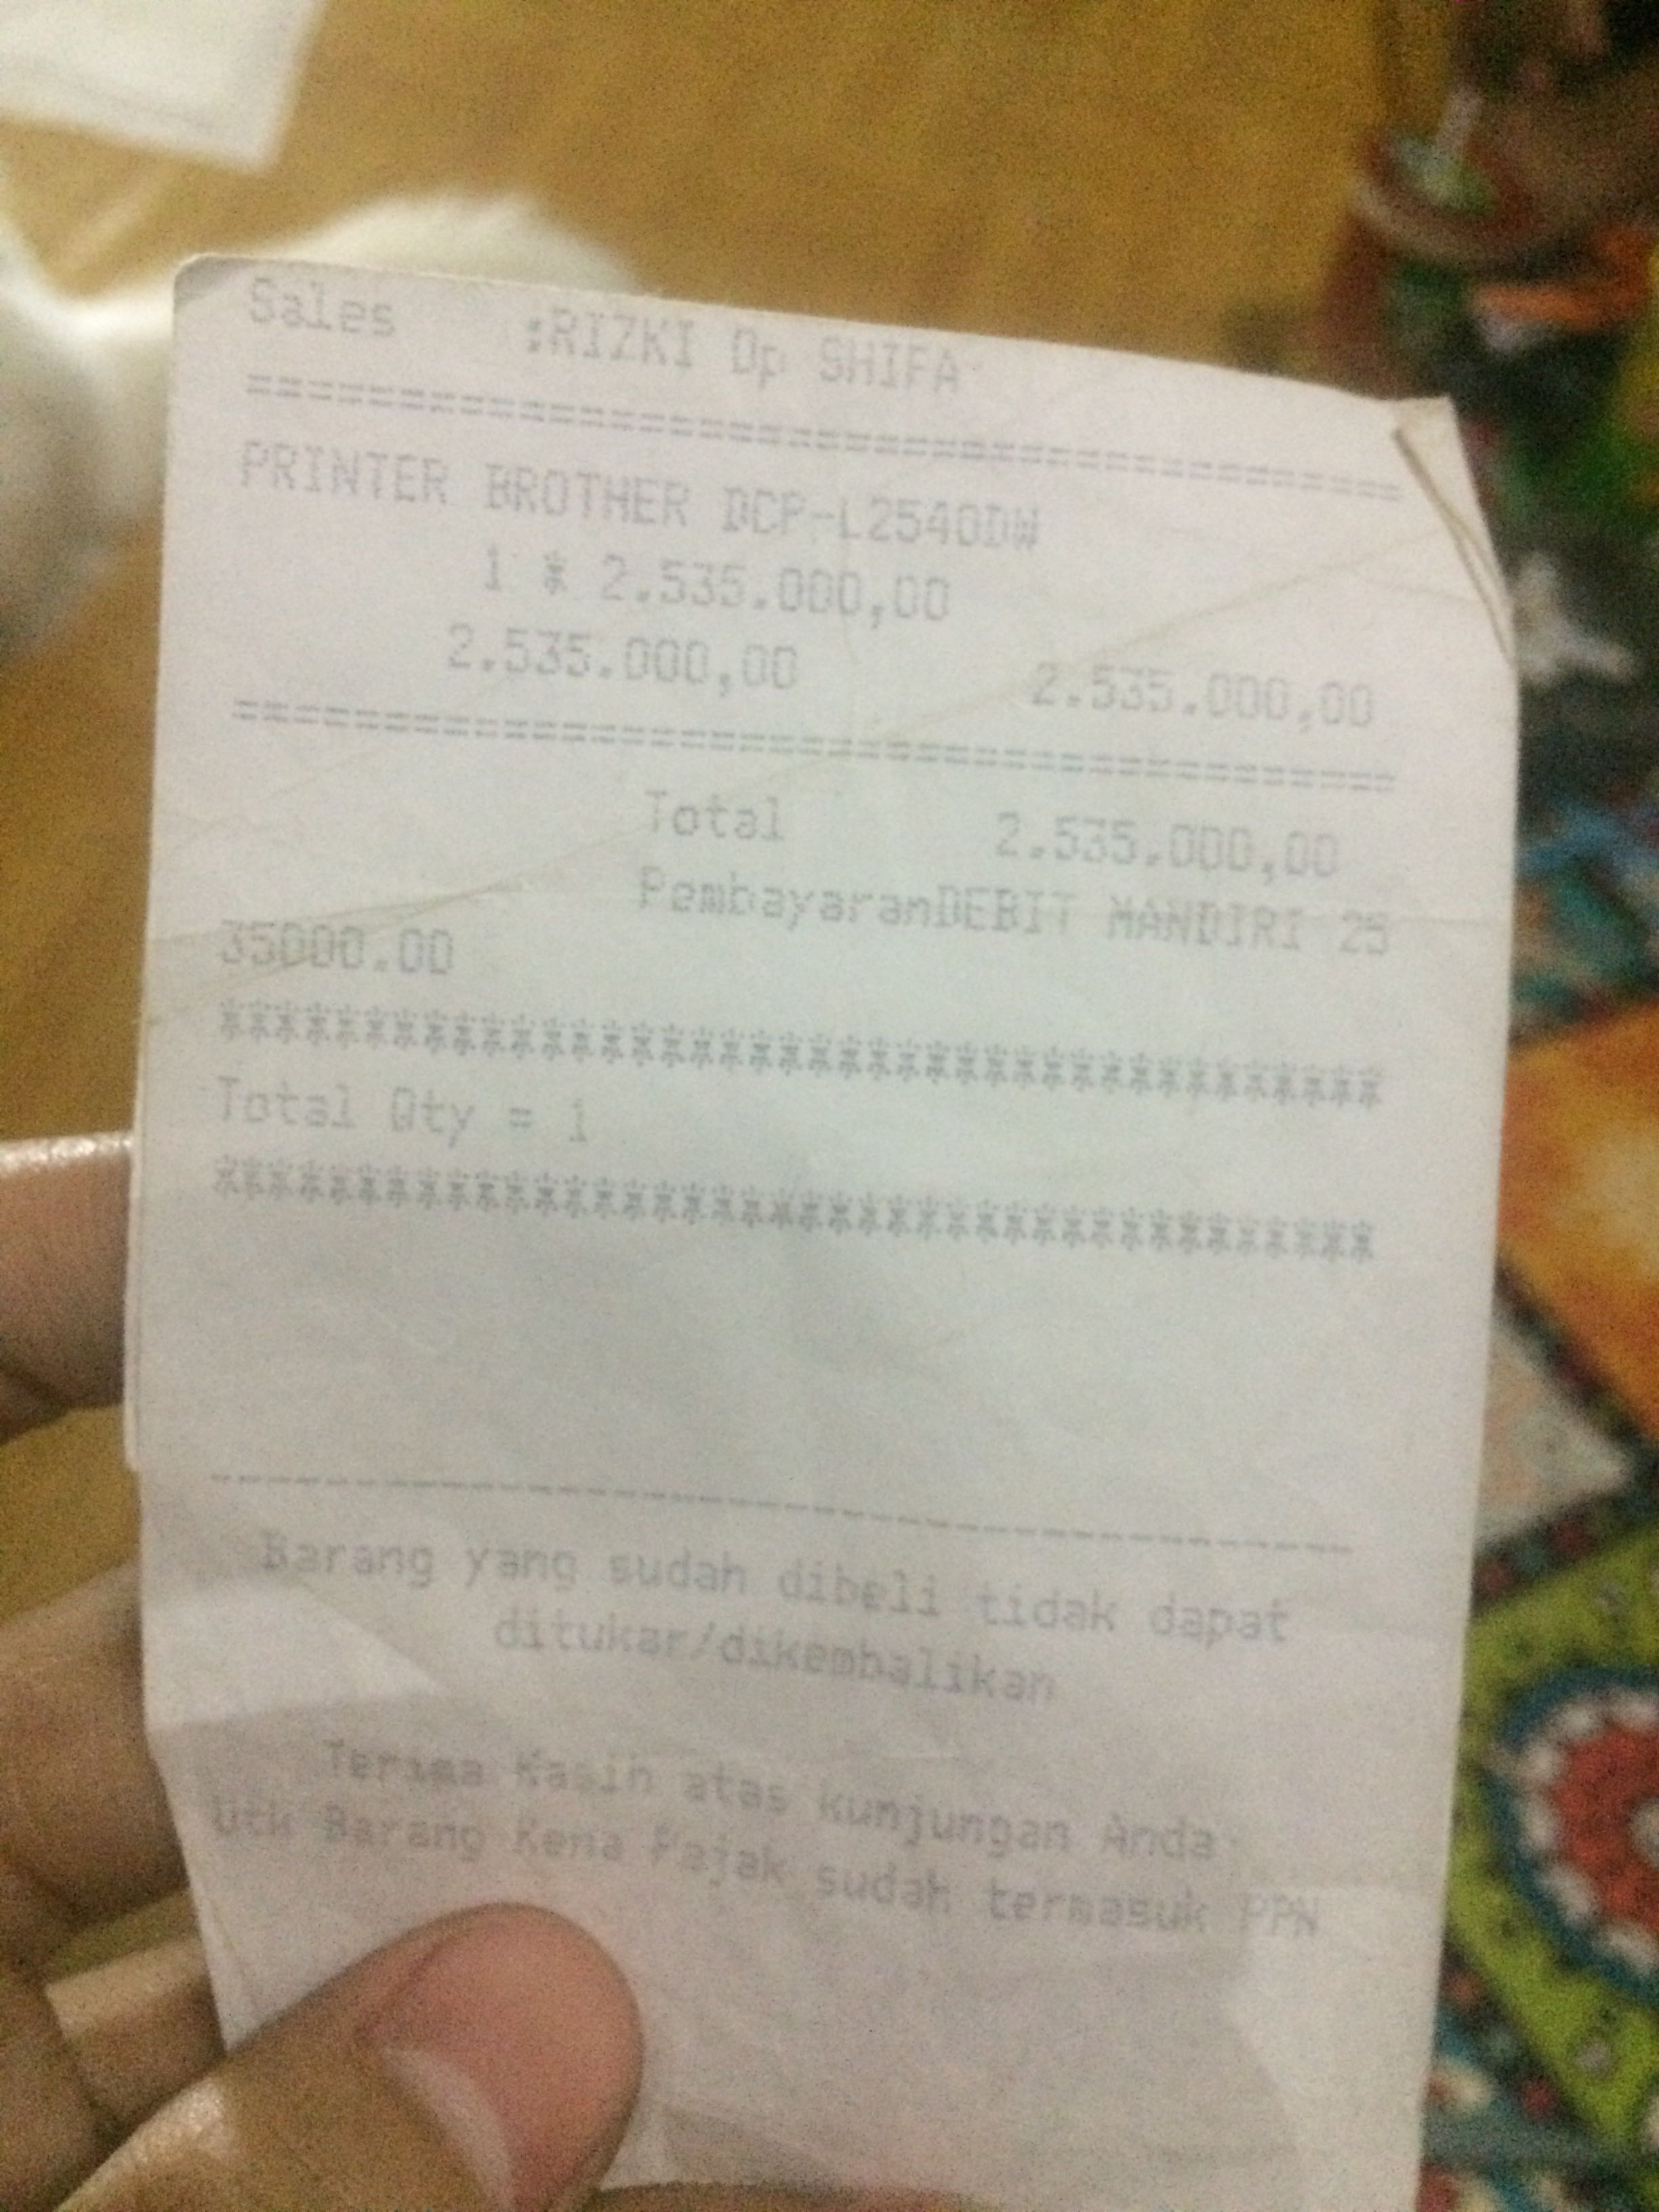 Sales :RIZKI Dp SHIFA
========================================
PRINTER BROTHER DCP-L2540DW
1 * 2.535.000,00
2.535.000,00 2.535.000,00
========================================
Total 2.535.000,00
PembayaranDEBIT MANDIRI 25
35000.00
****************************************
Total Qty = 1
****************************************
----------------------------------------
Barang yang sudah dibeli tidak dapat
ditukar/dikembalikan
Terima Kasih atas kunjungan Anda
Utk Barang Kena Pajak sudah termasuk PPN